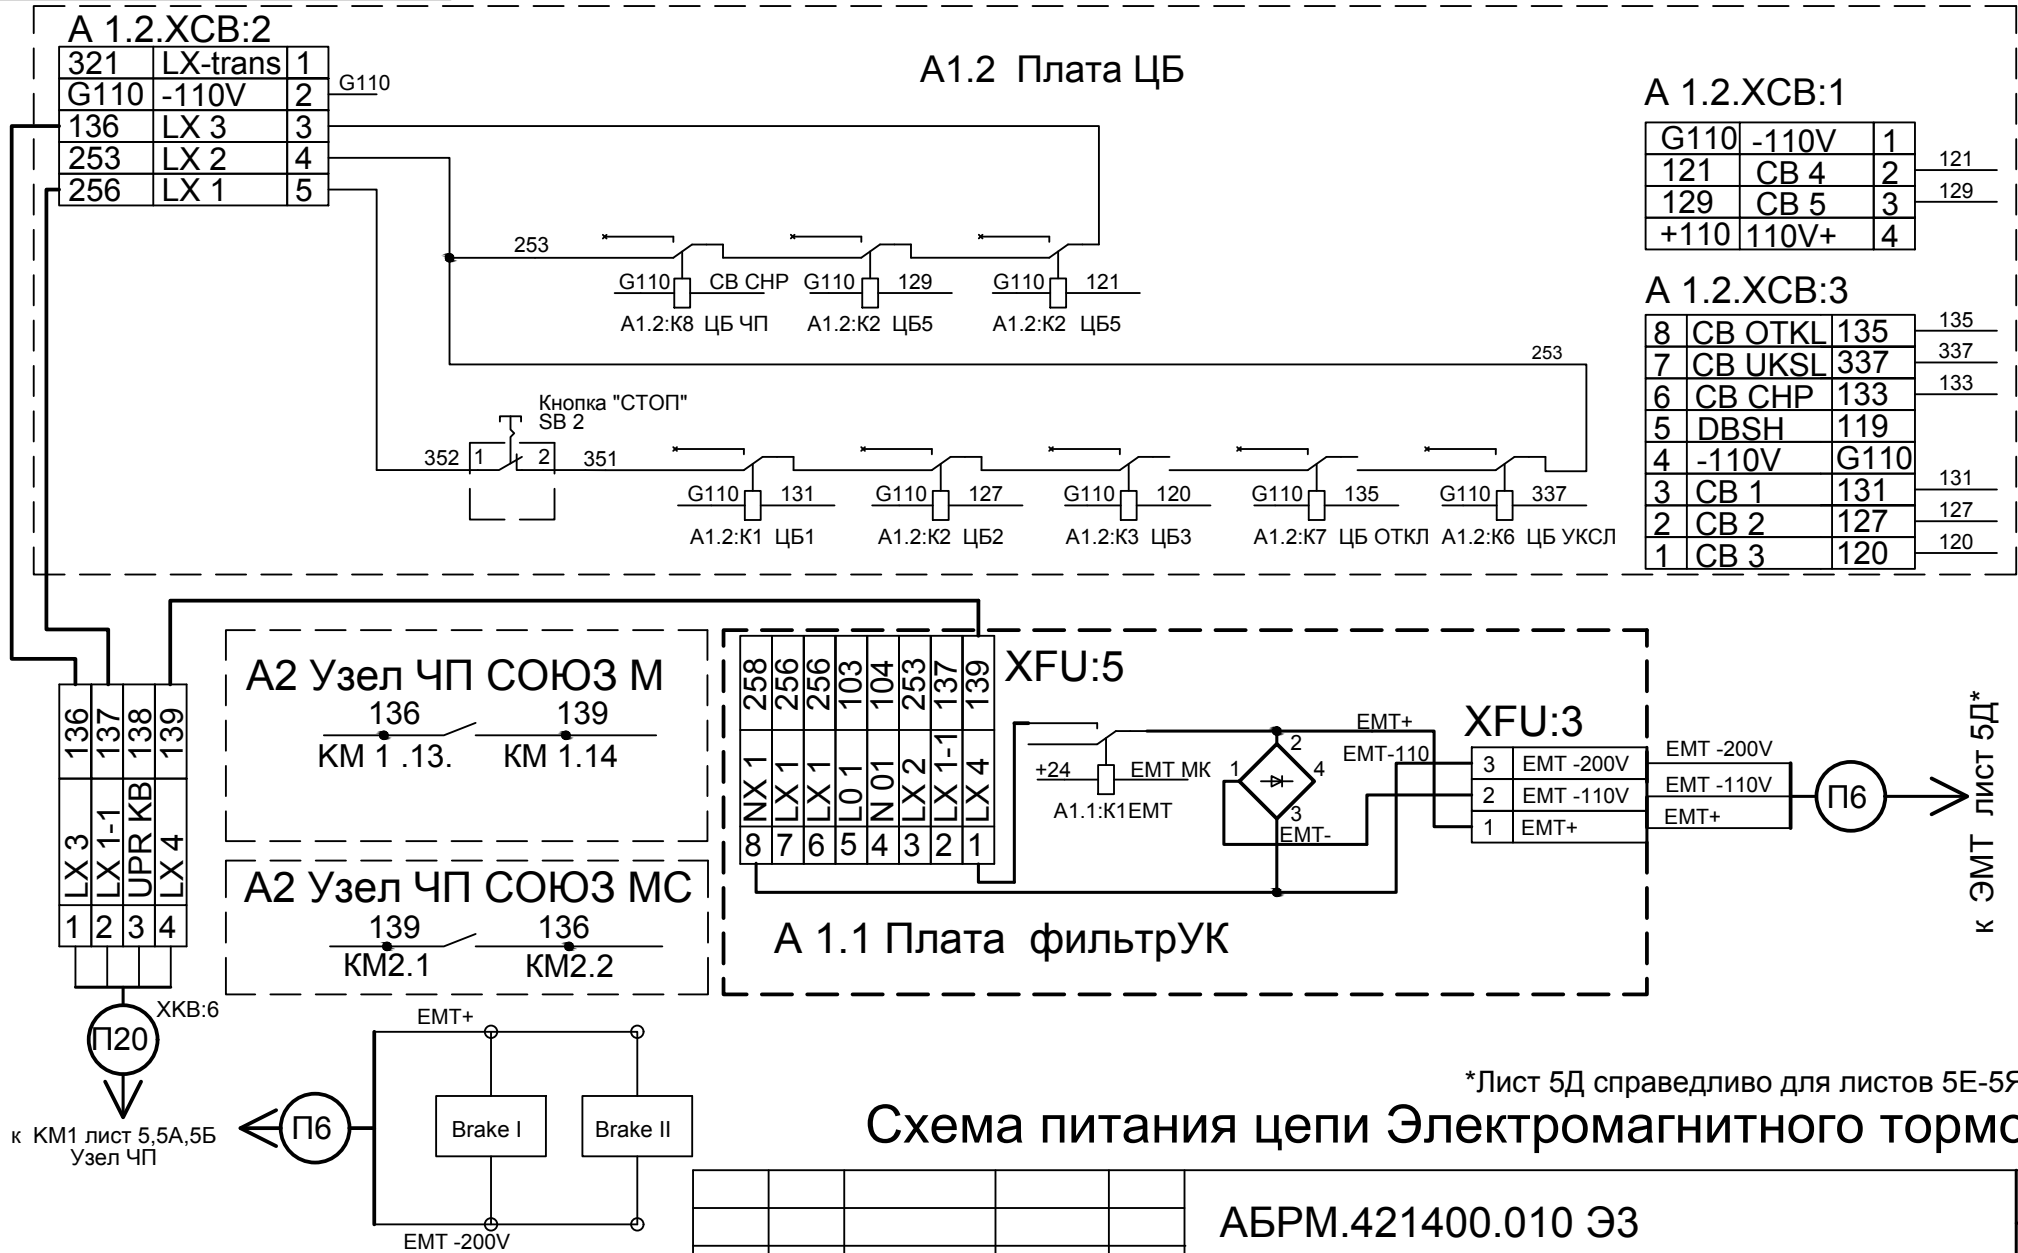 А 1.2.XCB:2
321 LX-trans 1
G110 -110V 2 G110
136 LX 3 3
253 LX 2 4
256 LX 1 5
А1.2 Плата ЦБ
А 1.2.XCB:1
G110 -110V 1
121 CB 4 2 121
129 CB 5 3 129
+110 110V+ 4
253
G110 CB CHP G110 129 G110 121
А1.2:К8 ЦБ ЧП А1.2:К2 ЦБ5 А1.2:К2 ЦБ5
А 1.2.XCB:3
8 CB OTKL 135 135
7 CB UKSL 337 337
6 CB CHP 133 133
5 DBSH 119
4 -110V G110
3 CB 1 131 131
2 CB 2 127 127
1 CB 3 120 120
253
Кнопка "СТОП"
SB 2
352 1 2 351
G110 131 G110 127 G110 120 G110 135 G110 337
А1.2:К1 ЦБ1 А1.2:К2 ЦБ2 А1.2:К3 ЦБ3 А1.2:К7 ЦБ ОТКЛ А1.2:К6 ЦБ УКСЛ
136 137 138 139
LX 3 LX 1-1 UPR KB LX 4
1 2 3 4
XKB:6
П20
к КМ1 лист 5,5А,5Б
Узел ЧП
А2 Узел ЧП СОЮЗ М
136 139
КМ 1 .13. КМ 1.14
А2 Узел ЧП СОЮЗ МС
139 136
КМ2.1 КМ2.2
258 256 256 103 104 253 137 139
NX 1 LX 1 LX 1 L0 1 N 01 LX 2 LX 1-1 LX 4
8 7 6 5 4 3 2 1
XFU:5
+24 EMT MK
А1.1:К1ЕМТ
1 2 3 4
EMT+
EMT-110
EMT-
XFU:3
3 EMT -200V EMT -200V
2 EMT -110V EMT -110V
1 EMT+ EMT+
П6
к ЭМТ лист 5Д*
А 1.1 Плата фильтрУК
EMT+
П6
Brake I Brake II
EMT -200V
*Лист 5Д справедливо для листов 5Е-5Я
Схема питания цепи Электромагнитного тормо
АБРМ.421400.010 Э3